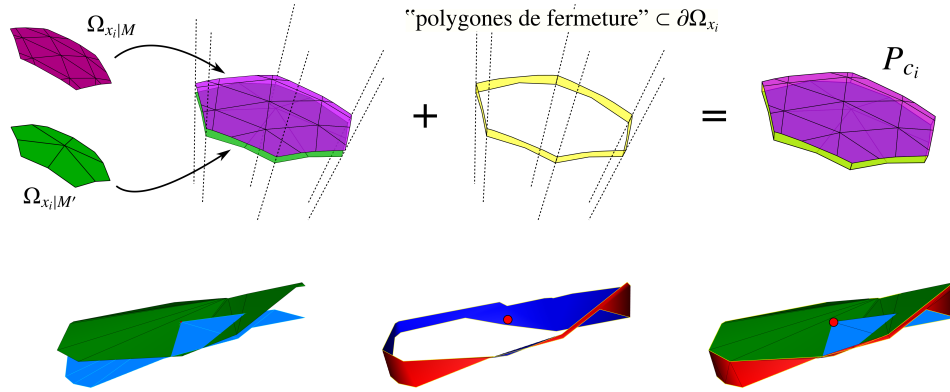 Ω_{x_i|M}
"polygones de fermeture" ⊂ ∂Ω_{x_i}
P_{c_i}
+
=
Ω_{x_i|M'}